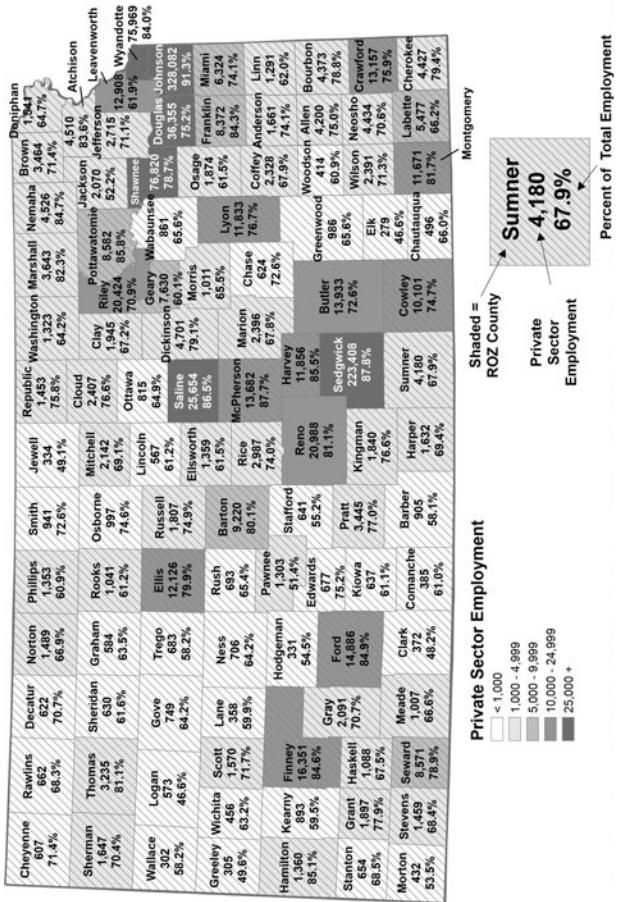 Cheyenne
607
71.4%
Rawlins
662
68.3%
Decatur
622
70.7%
Norton
1,489
66.9%
Phillips
1,353
60.9%
Smith
941
72.6%
Jewell
334
49.1%
Republic
1,453
75.8%
Washington
1,323
64.2%
Marshall
3,643
82.3%
Nemaha
4,526
84.7%
Brown
3,464
71.4%
Doniphan
1,941
64.7%
Atchison
4,510
83.6%
Leavenworth
12,908
61.9%
Wyandotte
75,969
84.0%
Sherman
1,647
70.4%
Thomas
3,235
81.1%
Sheridan
630
61.6%
Graham
584
63.5%
Rooks
1,041
61.2%
Osborne
997
74.6%
Mitchell
2,142
69.1%
Cloud
2,407
76.6%
Clay
1,945
67.2%
Riley
20,424
70.9%
Pottawatomie
8,582
85.8%
Jackson
2,070
52.2%
Jefferson
2,715
71.1%
Wallace
302
58.2%
Logan
573
46.6%
Gove
749
64.2%
Trego
683
58.2%
Ellis
12,126
79.9%
Russell
1,807
74.9%
Lincoln
567
61.2%
Ottawa
815
64.9%
Saline
25,654
86.5%
Dickinson
4,701
79.1%
Geary
7,630
60.1%
Wabaunsee
861
65.6%
Shawnee
76,820
78.7%
Douglas
36,355
75.2%
Johnson
328,082
91.3%
Greeley
305
49.6%
Wichita
456
63.2%
Scott
1,570
71.7%
Lane
358
59.9%
Ness
706
64.2%
Rush
693
65.4%
Barton
9,220
80.1%
Ellsworth
1,359
61.5%
Rice
2,987
74.0%
McPherson
13,682
87.7%
Marion
2,396
67.8%
Morris
1,011
65.5%
Chase
624
72.6%
Lyon
11,833
76.7%
Osage
1,874
61.5%
Franklin
8,372
84.3%
Miami
6,324
74.1%
Coffey
2,328
67.9%
Anderson
1,661
74.1%
Linn
1,291
62.0%
Hamilton
1,360
85.1%
Kearny
893
59.5%
Finney
16,351
84.6%
Hodgeman
331
54.5%
Pawnee
1,303
51.4%
Edwards
677
75.2%
Stafford
641
55.2%
Reno
20,988
81.1%
Harvey
11,856
85.5%
Butler
13,933
72.6%
Greenwood
986
65.6%
Woodson
414
60.9%
Allen
4,200
75.0%
Bourbon
4,373
78.8%
Stanton
654
68.5%
Grant
1,897
77.9%
Haskell
1,088
67.5%
Gray
2,091
70.7%
Ford
14,886
84.9%
Kiowa
637
61.1%
Pratt
3,445
77.0%
Kingman
1,840
76.6%
Sedgwick
223,408
87.8%
Elk
279
46.6%
Wilson
2,391
71.3%
Neosho
4,434
70.6%
Crawford
13,157
75.9%
Morton
432
53.5%
Stevens
1,459
68.4%
Seward
8,571
78.9%
Meade
1,007
66.6%
Clark
372
48.2%
Comanche
385
61.0%
Barber
905
58.1%
Harper
1,632
69.4%
Sumner
4,180
67.9%
Cowley
10,101
74.7%
Chautauqua
496
66.0%
Montgomery
11,671
81.7%
Labette
5,477
66.2%
Cherokee
4,427
79.4%
Private Sector Employment
< 1,000
1,000 - 4,999
5,000 - 9,999
10,000 - 24,999
25,000 +
Shaded =
ROZ County
Private
Sector
Employment
Sumner
4,180
67.9%
Percent of Total Employment